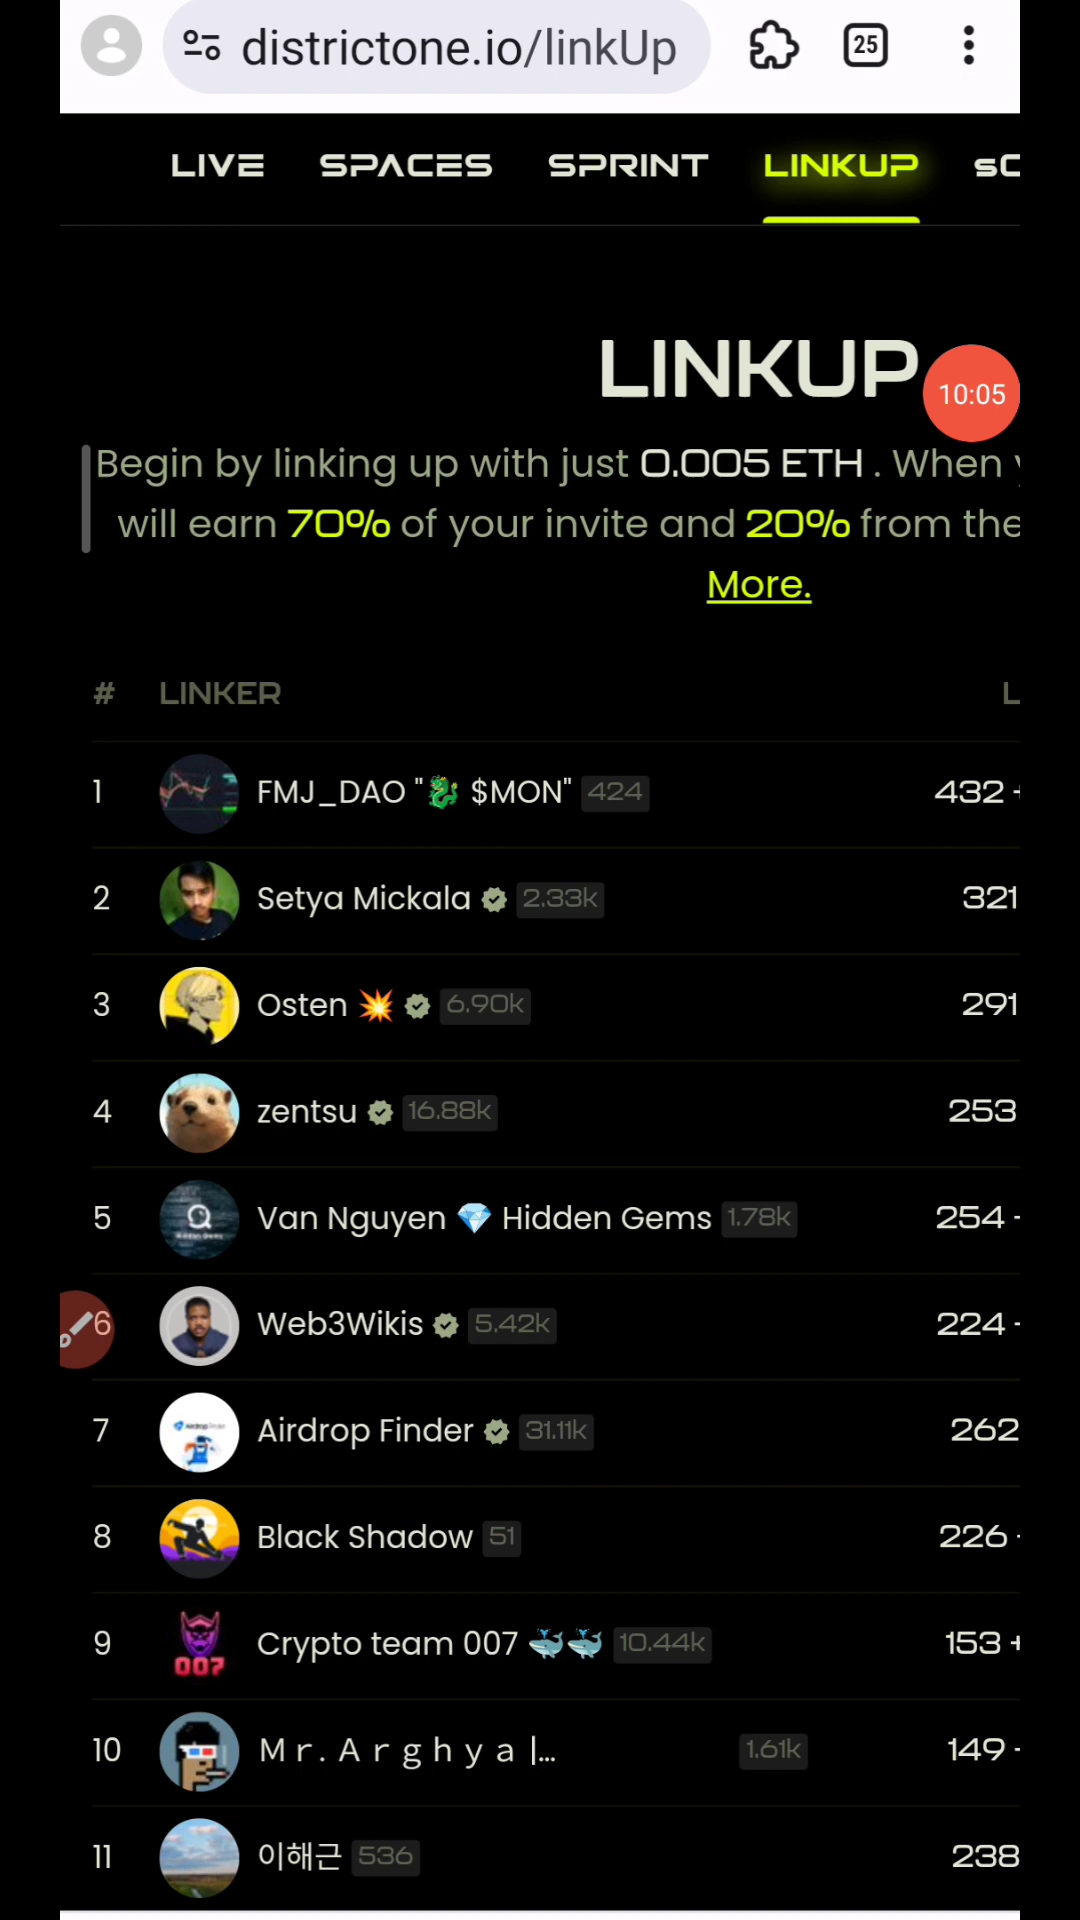 districtone.io/linkUp
25
LIVE SPACES SPRINT LINKUP sC
LINKUP
10:05
Begin by linking up with just 0.005 ETH . When
will earn 70% of your invite and 20% from the
More.
# LINKER L
1 FMJ_DAO "🐉 $MON" 424 432 +
2 Setya Mickala 2.33k 321
3 Osten 💥 6.90k 291
4 zentsu 16.88k 253
5 Van Nguyen 💎 Hidden Gems 1.78k 254 -
6 Web3Wikis 5.42k 224 -
7 Airdrop Finder 31.11k 262
8 Black Shadow 51 226 -
007
9 Crypto team 007 🐳🐳 10.44k 153 +
10 M r . A r g h y a |... 1.61k 149 -
11 이해근 536 238